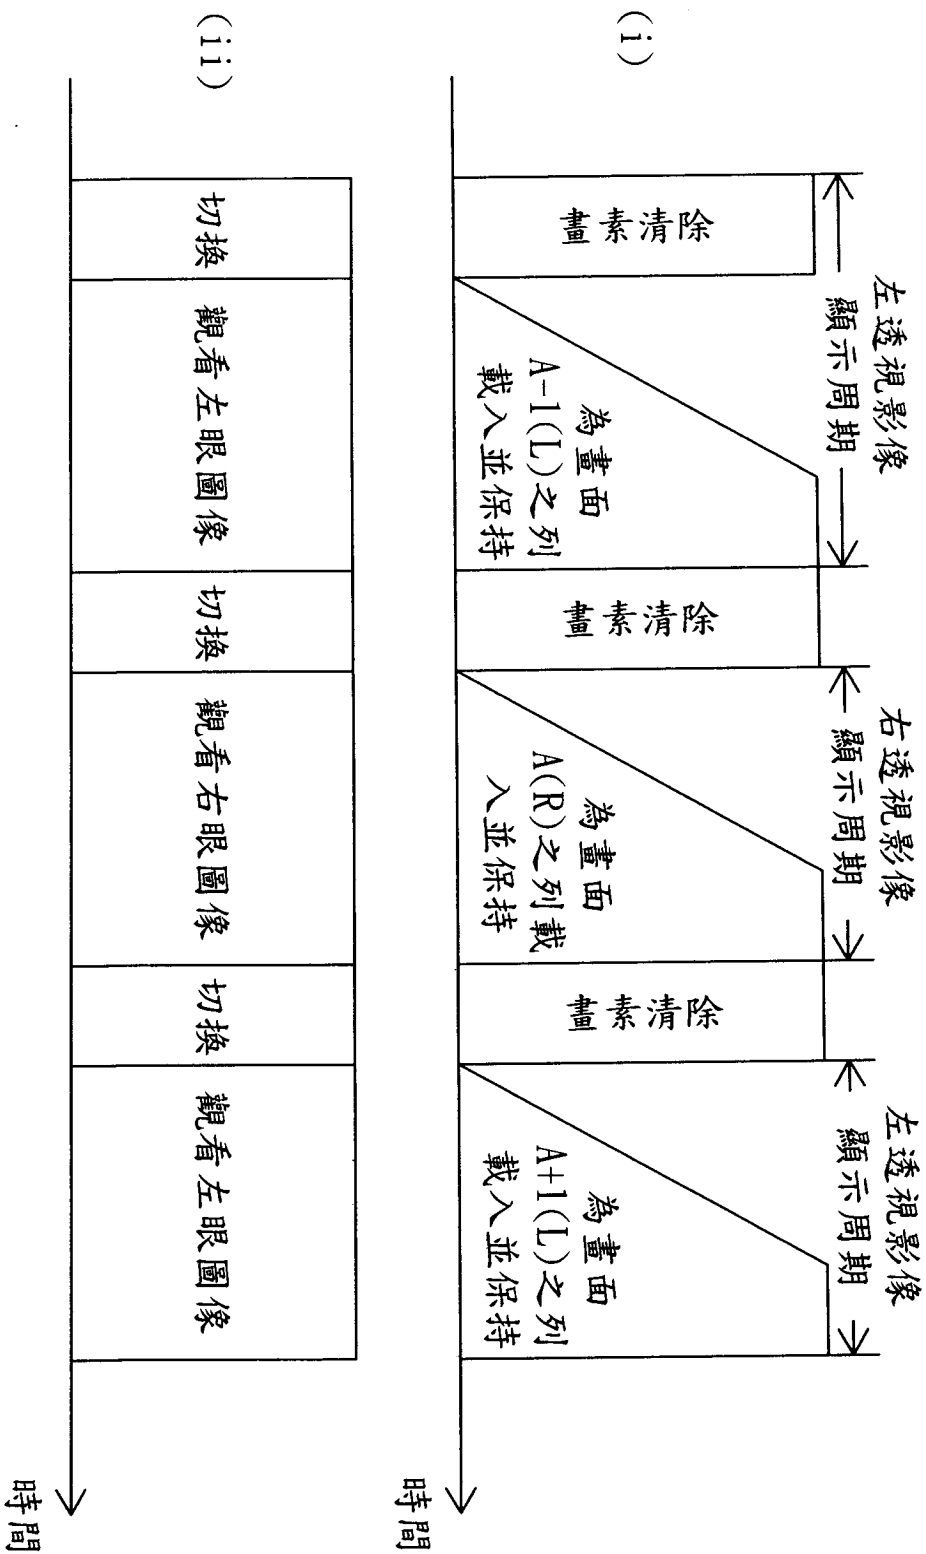 (i)
左透視影像
顯示周期
右透視影像
顯示周期
左透視影像
顯示周期
畫素清除
為畫面
A-1(L)之列
載入並保持
畫素清除
為畫面
A(R)之列載
入並保持
畫素清除
為畫面
A+1(L)之列
載入並保持
時間
(ii)
切換
觀看左眼圖像
切換
觀看右眼圖像
切換
觀看左眼圖像
時間